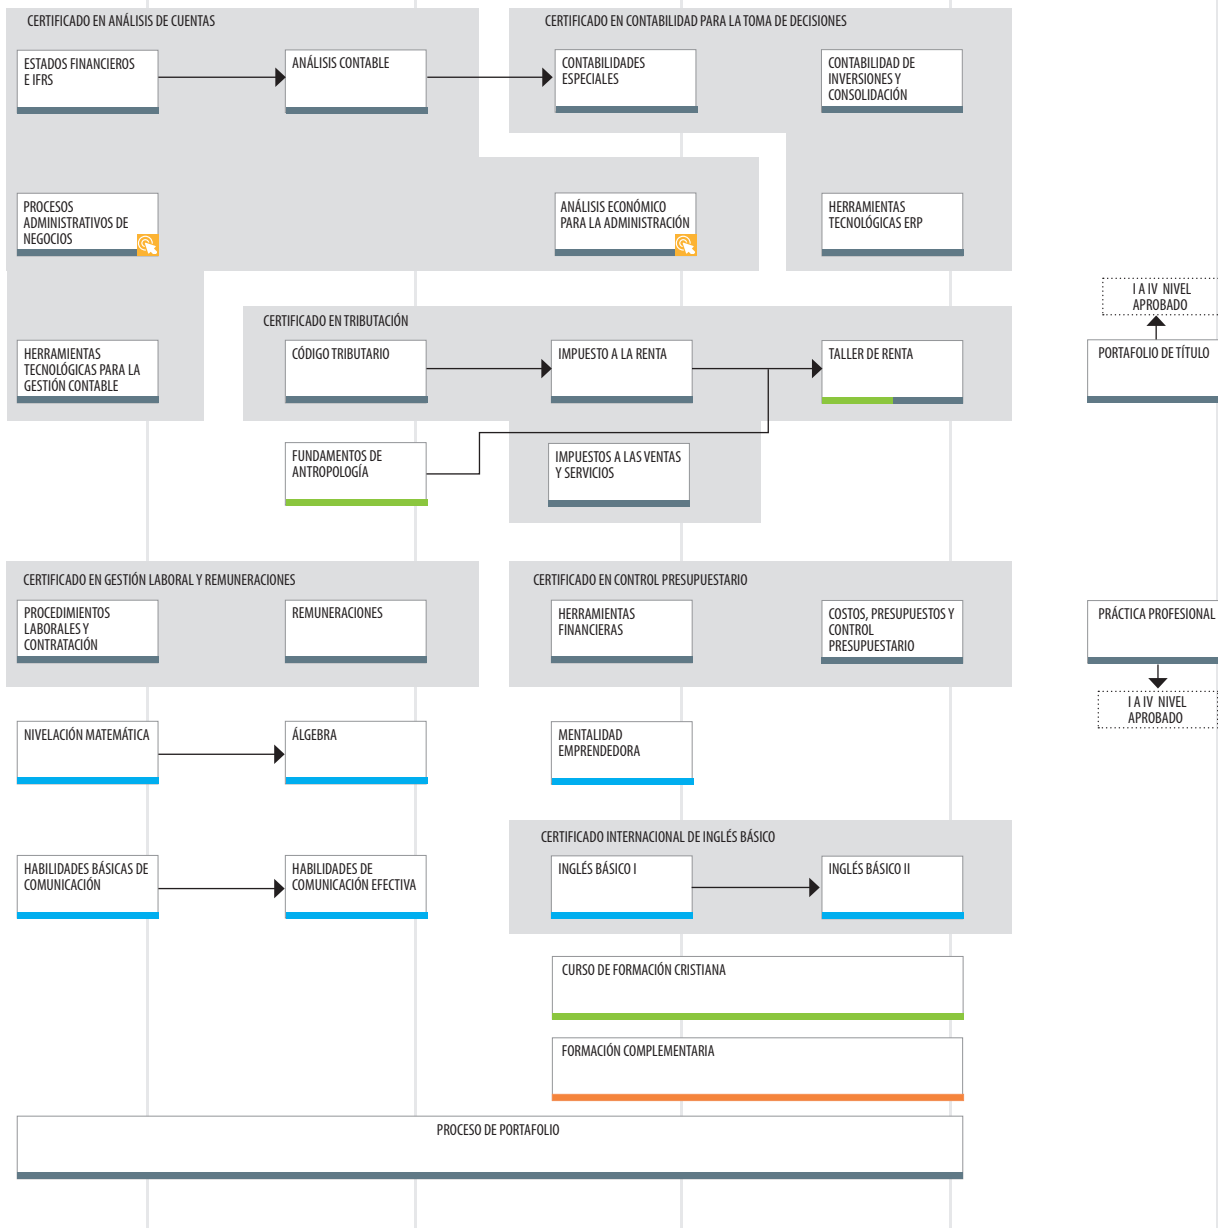 CERTIFICADO EN ANÁLISIS DE CUENTAS
CERTIFICADO EN CONTABILIDAD PARA LA TOMA DE DECISIONES
ESTADOS FINANCIEROS
E IFRS
ANÁLISIS CONTABLE
CONTABILIDADES
ESPECIALES
CONTABILIDAD DE
INVERSIONES Y
CONSOLIDACIÓN
PROCESOS
ADMINISTRATIVOS DE
NEGOCIOS
ANÁLISIS ECONÓMICO
PARA LA ADMINISTRACIÓN
HERRAMIENTAS
TECNOLÓGICAS ERP
I A IV NIVEL
APROBADO
CERTIFICADO EN TRIBUTACIÓN
HERRAMIENTAS
TECNOLÓGICAS PARA LA
GESTIÓN CONTABLE
CÓDIGO TRIBUTARIO
IMPUESTO A LA RENTA
TALLER DE RENTA
PORTAFOLIO DE TÍTULO
FUNDAMENTOS DE
ANTROPOLOGÍA
IMPUESTOS A LAS VENTAS
Y SERVICIOS
CERTIFICADO EN GESTIÓN LABORAL Y REMUNERACIONES
CERTIFICADO EN CONTROL PRESUPUESTARIO
PROCEDIMIENTOS
LABORALES Y
CONTRATACIÓN
REMUNERACIONES
HERRAMIENTAS
FINANCIERAS
COSTOS, PRESUPUESTOS Y
CONTROL
PRESUPUESTARIO
PRÁCTICA PROFESIONAL
I A IV NIVEL
APROBADO
NIVELACIÓN MATEMÁTICA
ÁLGEBRA
MENTALIDAD
EMPRENDEDORA
CERTIFICADO INTERNACIONAL DE INGLÉS BÁSICO
HABILIDADES BÁSICAS DE
COMUNICACIÓN
HABILIDADES DE
COMUNICACIÓN EFECTIVA
INGLÉS BÁSICO I
INGLÉS BÁSICO II
CURSO DE FORMACIÓN CRISTIANA
FORMACIÓN COMPLEMENTARIA
PROCESO DE PORTAFOLIO